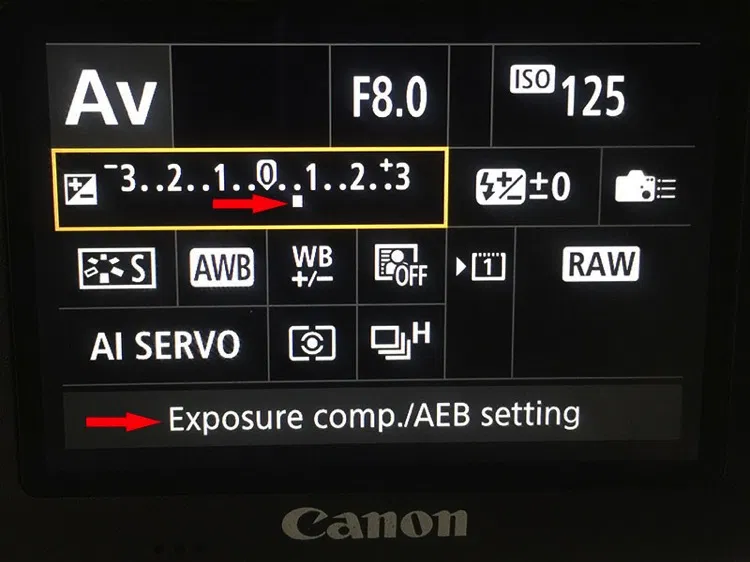 Av F8.0 ISO 125
-3..2..1..0..1..2..+3 ±0
S AWB WB +/- OFF 1 RAW
AI SERVO H
Exposure comp./AEB setting
Canon